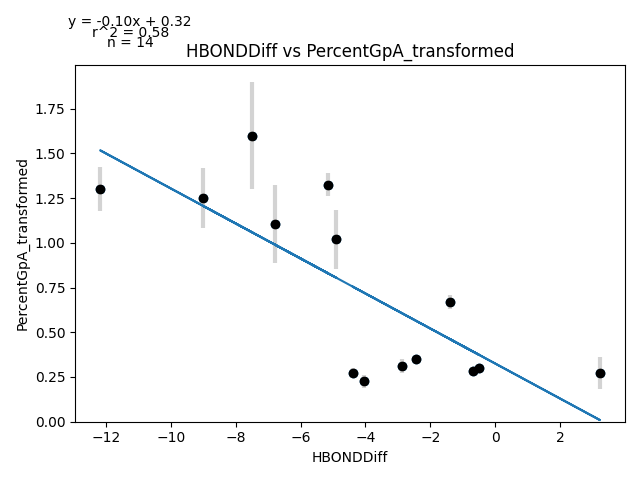 y = -0.10x + 0.32
r^2 = 0.58
n = 14
HBONDDiff vs PercentGpA_transformed
PercentGpA_transformed
1.75
1.50
1.25
1.00
0.75
0.50
0.25
0.00
−12
−10
−8
−6
−4
−2
0
2
HBONDDiff